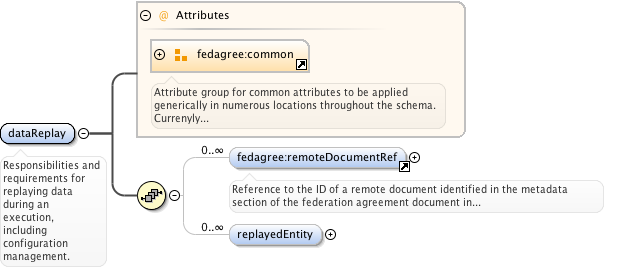 Attributes
fedagree:common
Attribute group for common attributes to be applied
generically in numerous locations throughout the schema.
Currenyly...
dataReplay
Responsibilities and
requirements for
replaying data
during an
execution,
including
configuration
management.
0..∞
fedagree:remoteDocumentRef
Reference to the ID of a remote document identified in the metadata
section of the federation agreement document in...
0..∞
replayedEntity